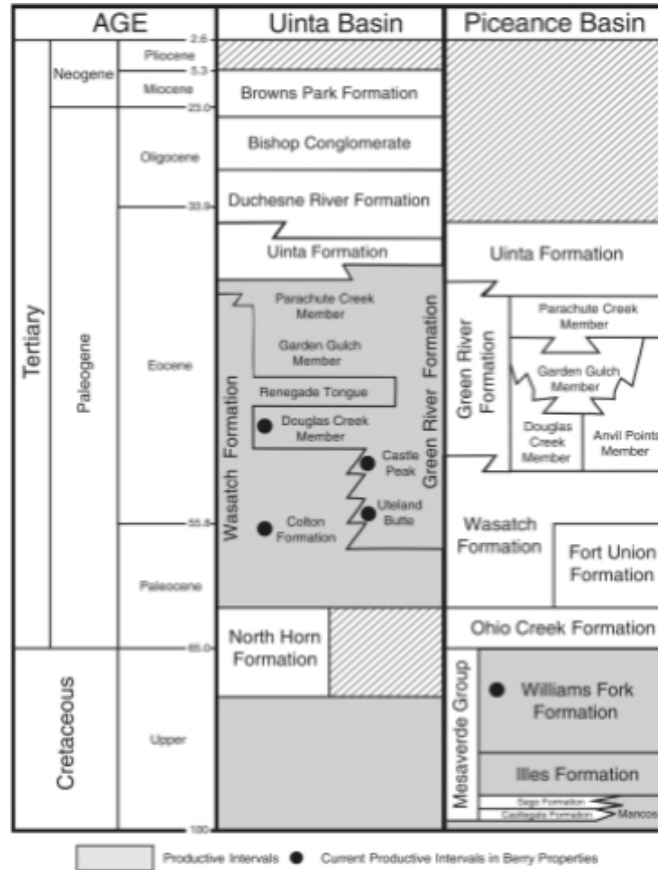 AGE
Uinta Basin
Piceance Basin
2.6
Pliocene
5.3
Neogene
Miocene
23.0
Browns Park Formation
Oligocene
Bishop Conglomerate
33.9
Duchesne River Formation
Uinta Formation
Uinta Formation
Tertiary
Paleogene
Eocene
Parachute Creek
Member
Garden Gulch
Member
Renegade Tongue
Douglas Creek
Member
Castle
Peak
Uteland
Butte
Colton
Formation
Wasatch Formation
Green River Formation
Green River
Formation
Parachute Creek
Member
Garden Gulch
Member
Douglas
Creek
Member
Anvil Points
Member
55.8
Paleocene
Wasatch
Formation
Fort Union
Formation
North Horn
Formation
Ohio Creek Formation
65.0
Cretaceous
Upper
Mesaverde Group
Williams Fork
Formation
Illes Formation
Sego Formation
Castlegate Formation
Mancos
100
Productive Intervals
Current Productive Intervals in Berry Properties